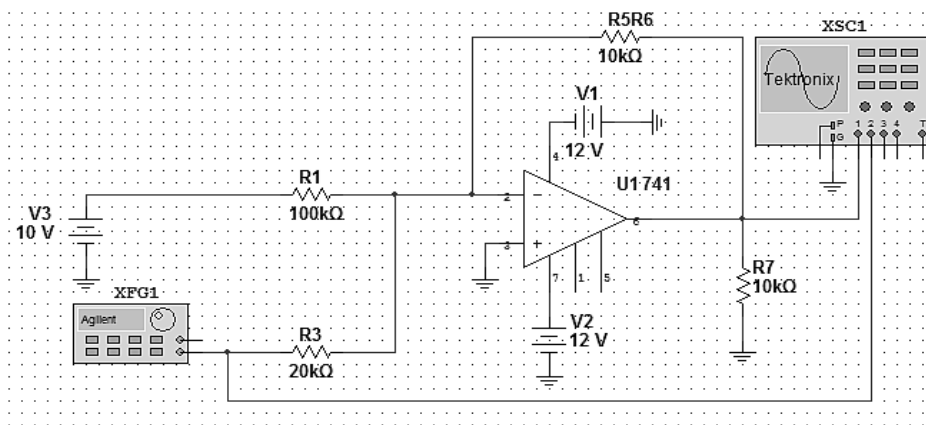 R5R6
10kΩ
XSC1
Tektronix
P
G
1 2 3 4 T
V1
12 V
4
R1
100kΩ
2
U1 741
6
V3
10 V
3
7
1
5
R7
10kΩ
XFG1
Agilent
R3
20kΩ
V2
12 V